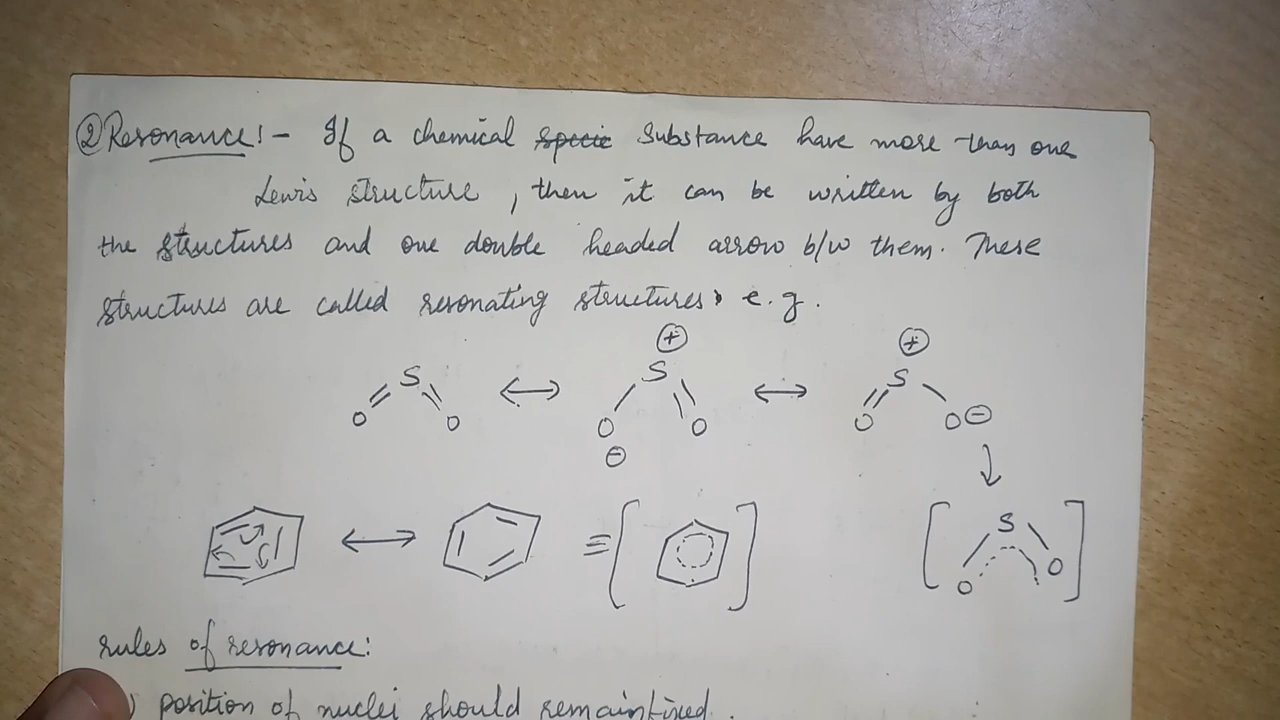 ② Resonance:- If a chemical specie Substance have more than one
Lewis structure, then it can be written by both
the structures and one double headed arrow b/w them. These
structures are called resonating structures, e.g.
⊕ ⊕
S ↔ S ↔ S
O O O O O O⊖
⊖
S
O O
rules of resonance:
) position of nuclei should remain fixed.